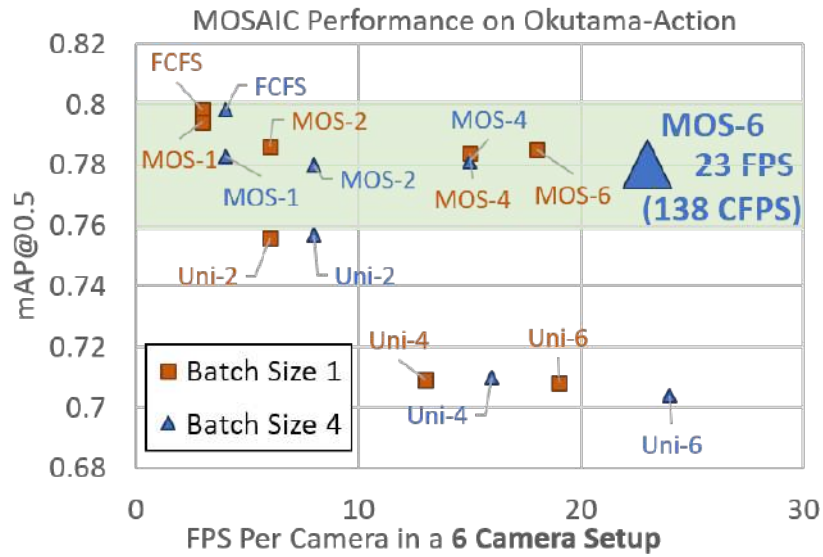 MOSAIC Performance on Okutama-Action
mAP@0.5
0.82
0.8
0.78
0.76
0.74
0.72
0.7
0.68
FCFS
FCFS
MOS-2
MOS-4
MOS-6
23 FPS
(138 CFPS)
MOS-1
MOS-1
MOS-2
MOS-4
MOS-6
Uni-2
Uni-2
Uni-4
Uni-6
Uni-4
Uni-6
Batch Size 1
Batch Size 4
0
10
20
30
FPS Per Camera in a 6 Camera Setup